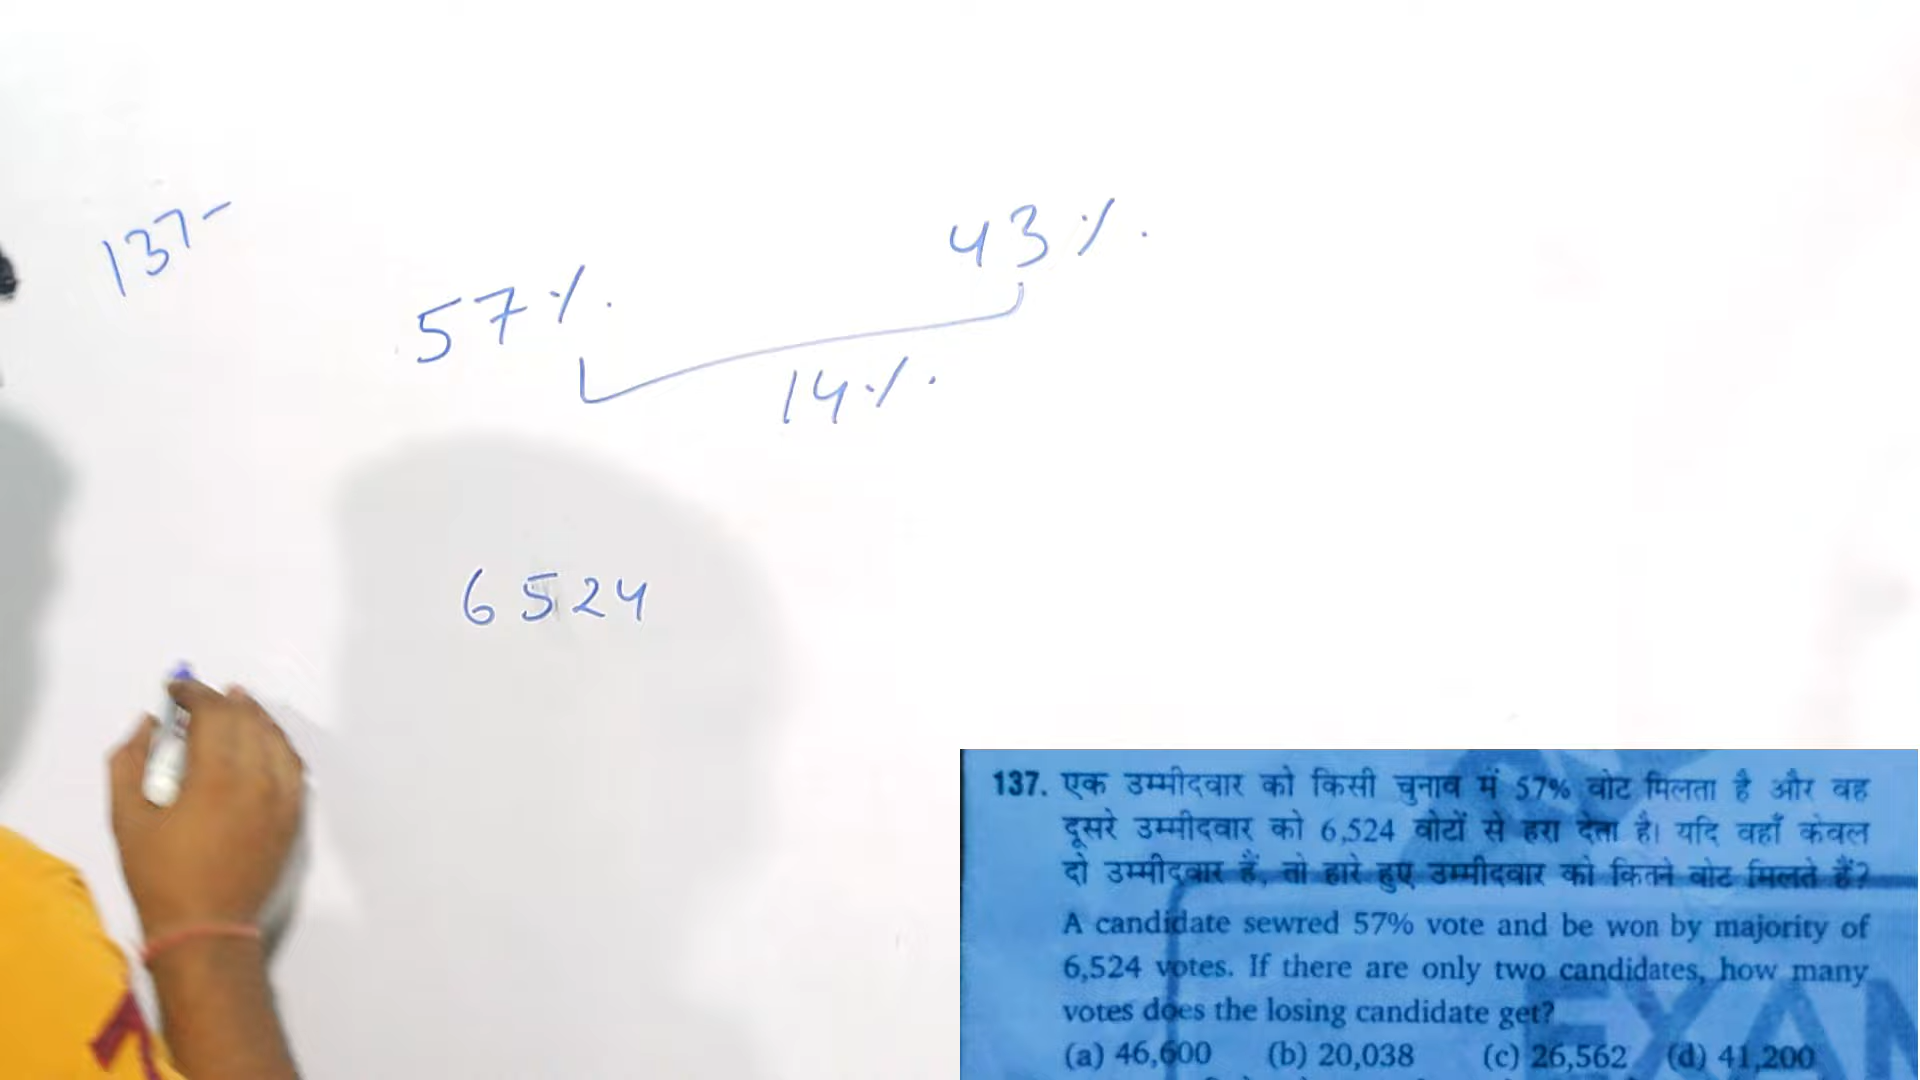 137-
57%.
43%.
14%.
6524
137. एक उम्मीदवार को किसी चुनाव में 57% वोट मिलता है और वह
दूसरे उम्मीदवार को 6,524 वोटों से हरा देता है। यदि वहाँ केवल
दो उम्मीदवार हैं, तो हारे हुए उम्मीदवार को कितने वोट मिलते हैं?
A candidate sewred 57% vote and be won by majority of
6,524 votes. If there are only two candidates, how many
votes does the losing candidate get?
(a) 46,600 (b) 20,038 (c) 26,562 (d) 41,200